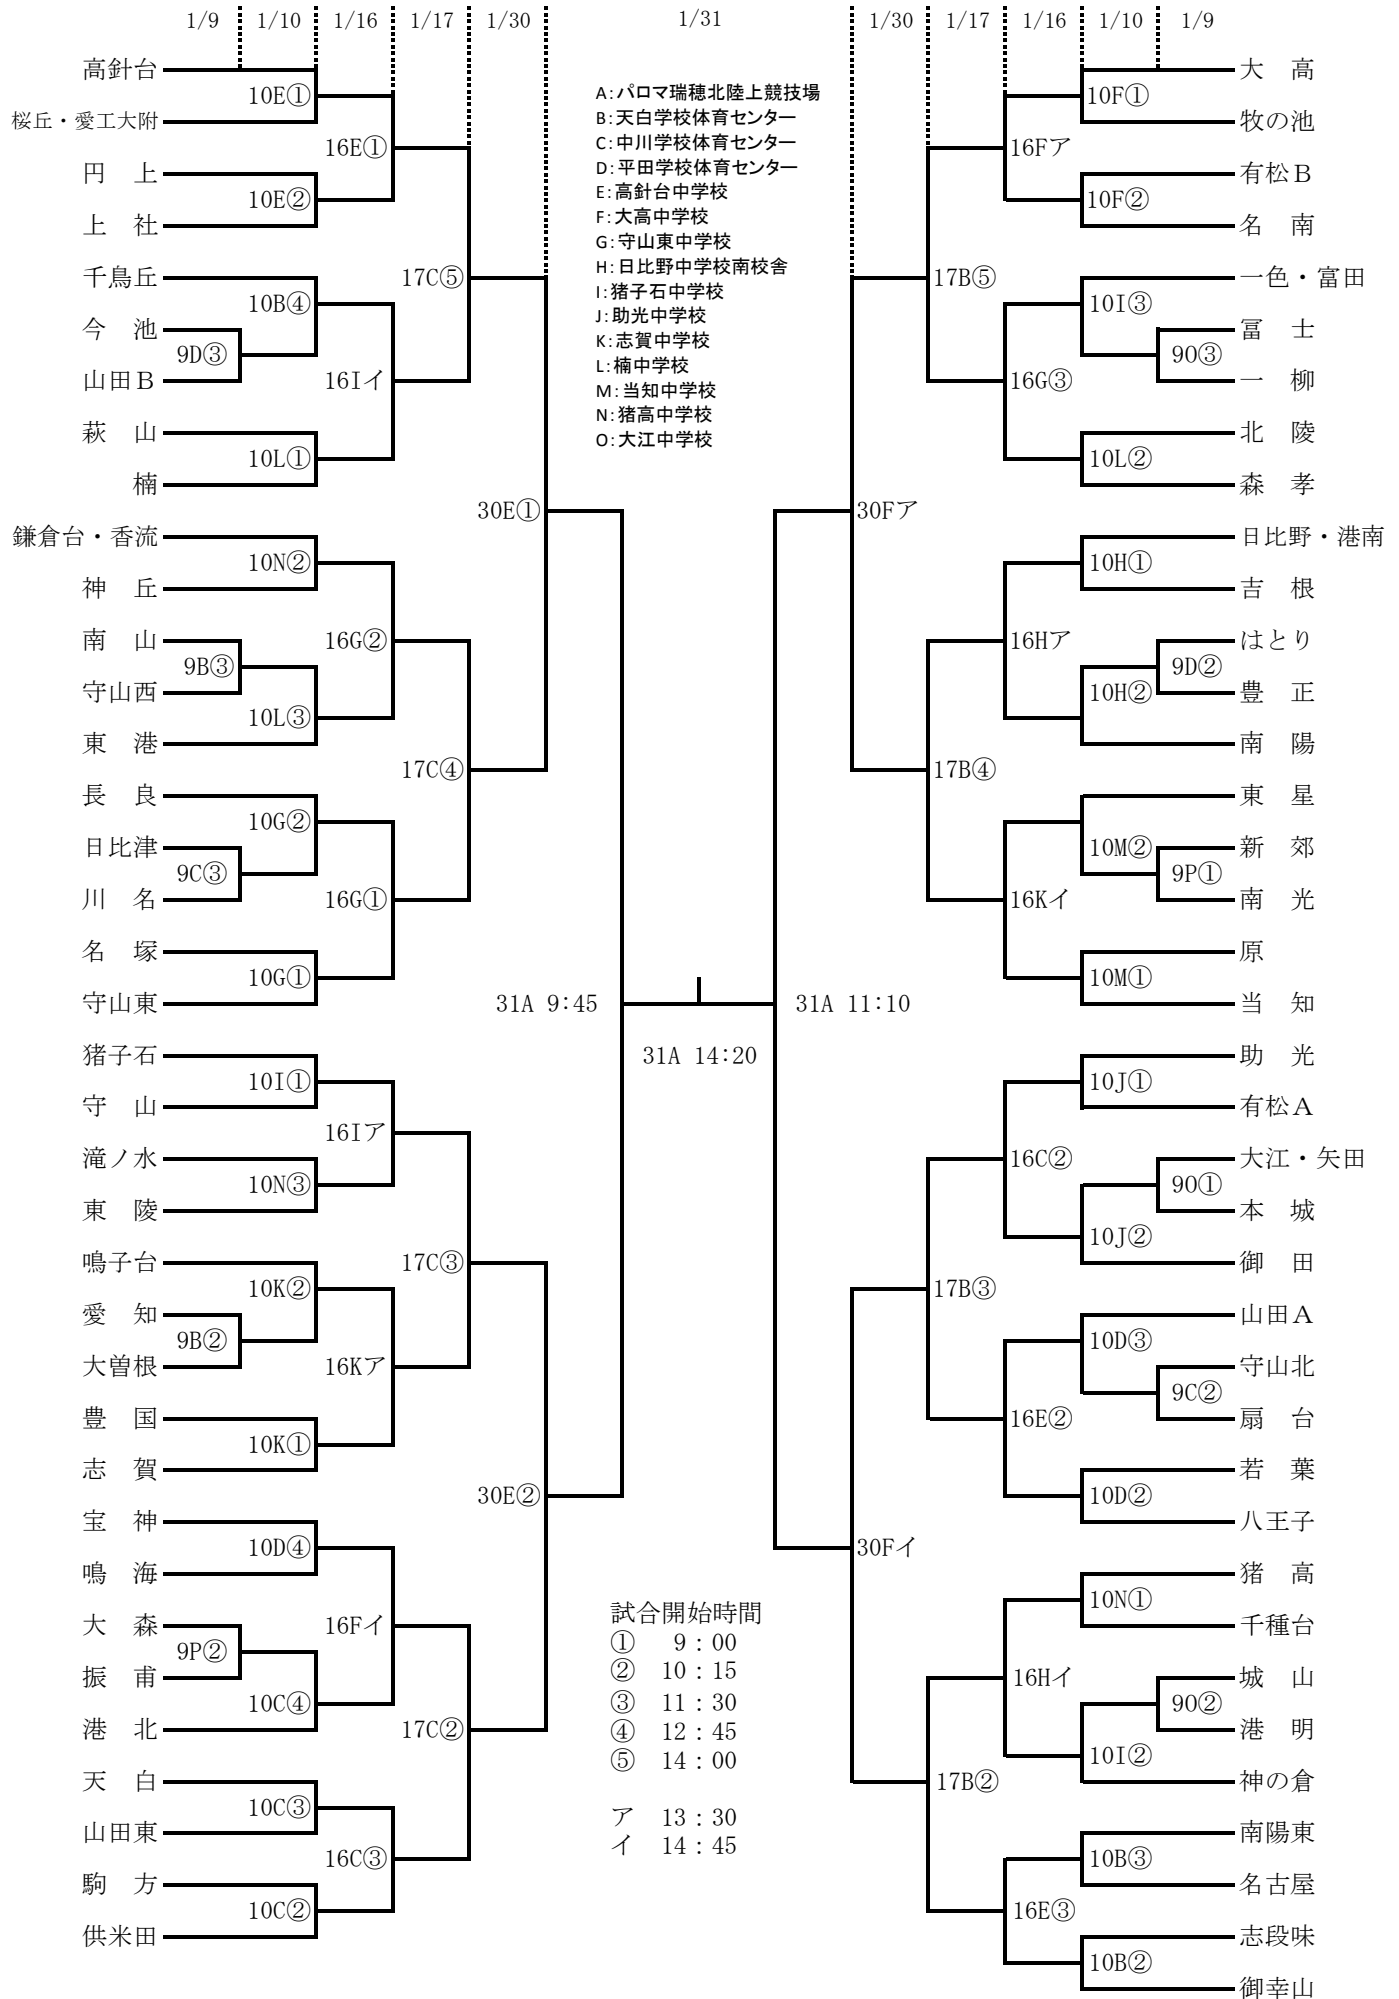 1/9 1/10 1/16 1/17 1/30 1/31 1/30 1/17 1/16 1/10 1/9
A:パロマ瑞穂北陸上競技場
B:天白学校体育センター
C:中川学校体育センター
D:平田学校体育センター
E:高針台中学校
F:大高中学校
G:守山東中学校
H:日比野中学校南校舎
I:猪子石中学校
J:助光中学校
K:志賀中学校
L:楠中学校
M:当知中学校
N:猪高中学校
O:大江中学校
高針台
桜丘・愛工大附
円　上
上　社
千鳥丘
今　池
山田Ｂ
萩　山
楠
鎌倉台・香流
神　丘
南　山
守山西
東　港
長　良
日比津
川　名
名　塚
守山東
猪子石
守　山
滝ノ水
東　陵
鳴子台
愛　知
大曽根
豊　国
志　賀
宝　神
鳴　海
大　森
振　甫
港　北
天　白
山田東
駒　方
供米田
9D③
9B③
9C③
9B②
9P②
10E①
10E②
10B④
10L①
10N②
10L③
10G②
10G①
10I①
10N③
10K②
10K①
10D④
10C④
10C③
10C②
16E①
16Iイ
16G②
16G①
16Iア
16Kア
16Fイ
16C③
17C⑤
17C④
17C③
17C②
30E①
30E②
31A 9:45
31A 14:20
31A 11:10
30Fア
30Fイ
17B⑤
17B④
17B③
17B②
16Fア
16G③
16Hア
16Kイ
16C②
16E②
16Hイ
16E③
10F①
10F②
10I③
10L②
10H①
10H②
10M②
10M①
10J①
10J②
10D③
10D②
10N①
10I②
10B③
10B②
9O③
9D②
9P①
9O①
9C②
9O②
大　高
牧の池
有松Ｂ
名　南
一色・富田
冨　士
一　柳
北　陵
森　孝
日比野・港南
吉　根
はとり
豊　正
南　陽
東　星
新　郊
南　光
原
当　知
助　光
有松Ａ
大江・矢田
本　城
御　田
山田Ａ
守山北
扇　台
若　葉
八王子
猪　高
千種台
城　山
港　明
神の倉
南陽東
名古屋
志段味
御幸山
試合開始時間
①　9：00
②　10：15
③　11：30
④　12：45
⑤　14：00
ア　13：30
イ　14：45